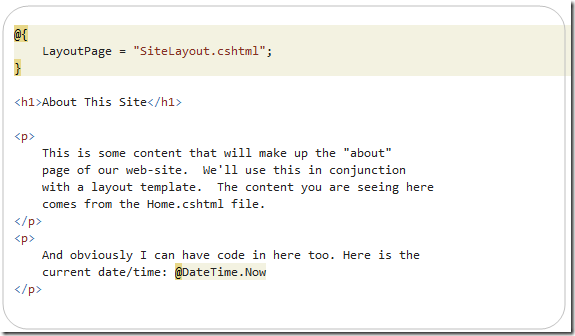 @{
    LayoutPage = "SiteLayout.cshtml";
}
<h1>About This Site</h1>
<p>
    This is some content that will make up the "about"
    page of our web-site.  We'll use this in conjunction
    with a layout template.  The content you are seeing here
    comes from the Home.cshtml file.
</p>
<p>
    And obviously I can have code in here too. Here is the
    current date/time: @DateTime.Now
</p>